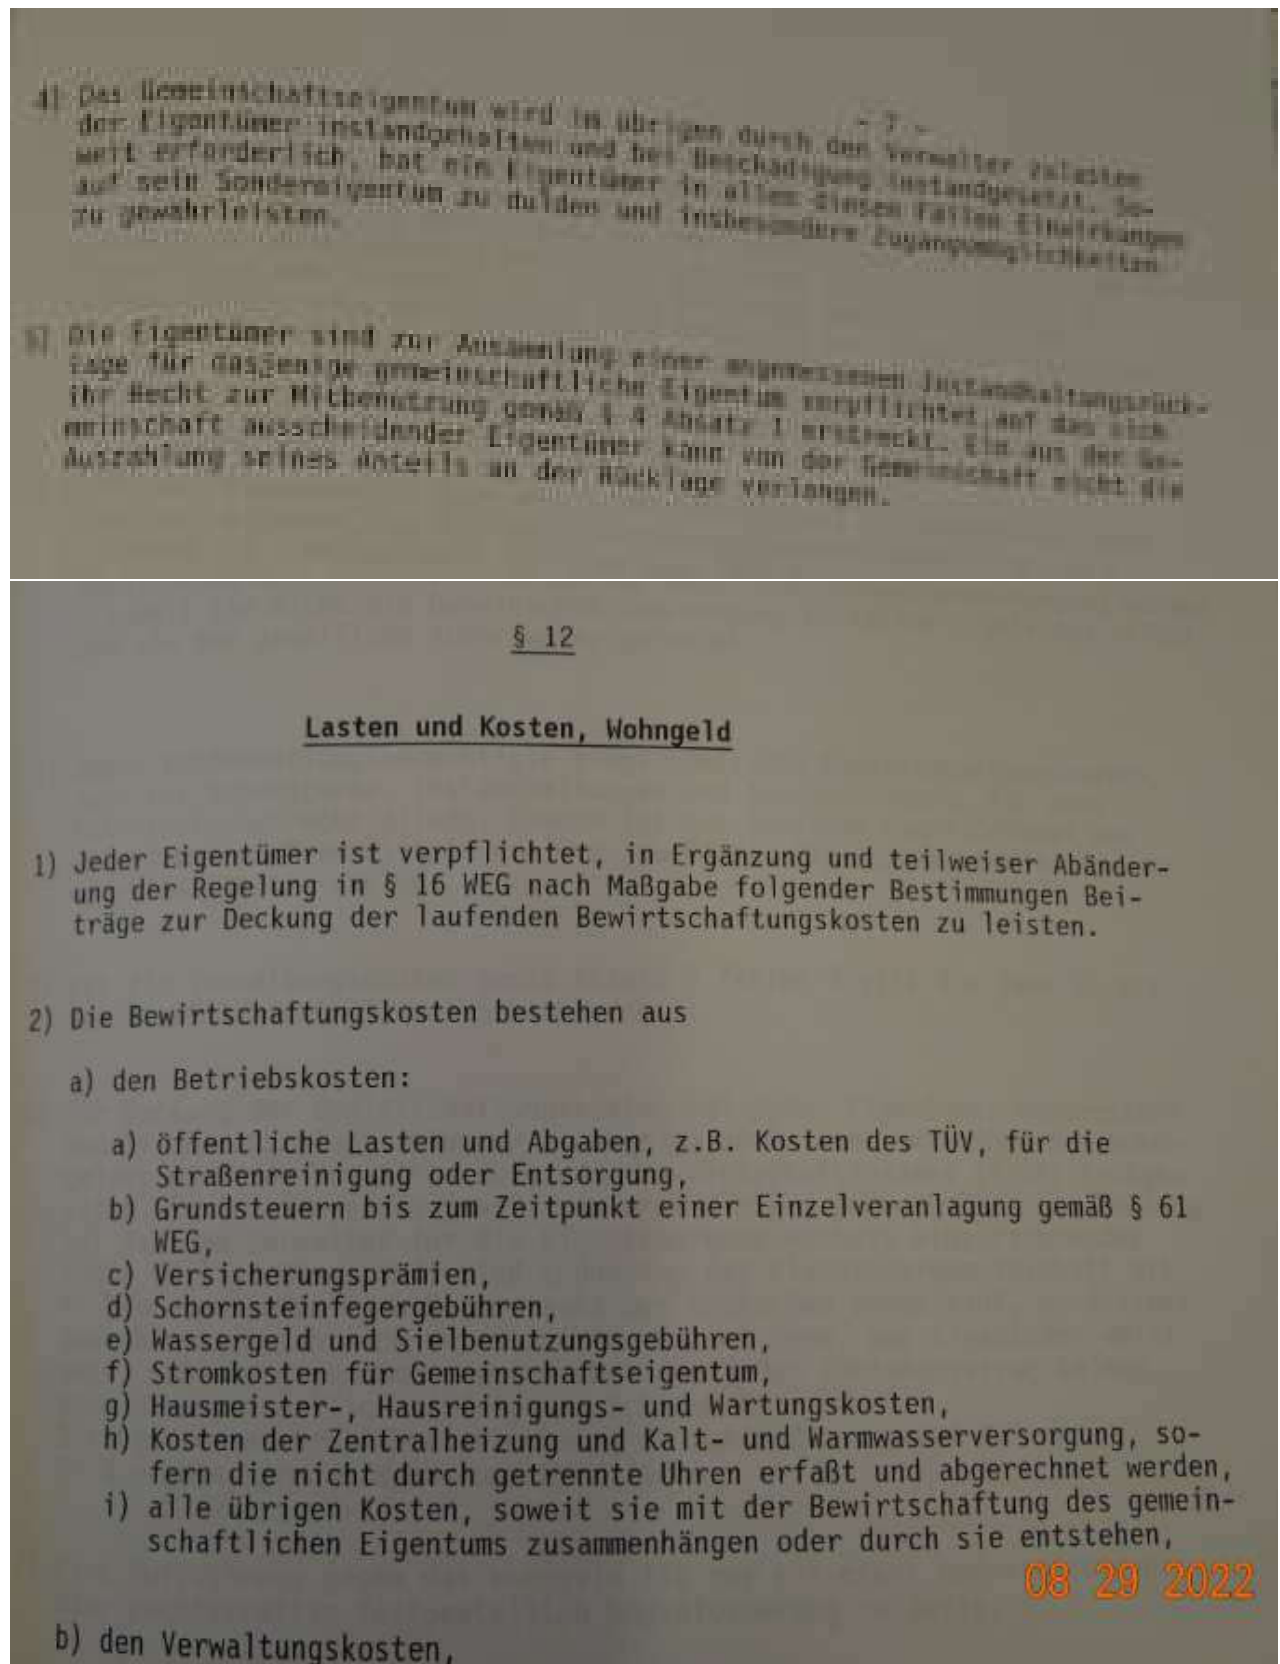 - 7 -
4) Das Gemeinschaftseigentum wird im übrigen durch den Verwalter zulasten
der Eigentümer instandgehalten und bei Beschädigung instandgesetzt. So-
weit erforderlich, hat ein Eigentümer in allen diesen Fällen Einwirkungen
auf sein Sondereigentum zu dulden und insbesondere Zugangsmöglichkeiten
zu gewährleisten.
5) Die Eigentümer sind zur Ansammlung einer angemessenen Instandhaltungsrück-
lage für dasjenige gemeinschaftliche Eigentum verpflichtet auf das sich
ihr Recht zur Mitbenutzung gemäß § 4 Absatz 1 erstreckt. Ein aus der Ge-
meinschaft ausscheidender Eigentümer kann von der Gemeinschaft nicht die
Auszahlung seines Anteils an der Rücklage verlangen.
§ 12
Lasten und Kosten, Wohngeld
1) Jeder Eigentümer ist verpflichtet, in Ergänzung und teilweiser Abänder-
ung der Regelung in § 16 WEG nach Maßgabe folgender Bestimmungen Bei-
träge zur Deckung der laufenden Bewirtschaftungskosten zu leisten.
2) Die Bewirtschaftungskosten bestehen aus
a) den Betriebskosten:
a) öffentliche Lasten und Abgaben, z.B. Kosten des TÜV, für die
Straßenreinigung oder Entsorgung,
b) Grundsteuern bis zum Zeitpunkt einer Einzelveranlagung gemäß § 61
WEG,
c) Versicherungsprämien,
d) Schornsteinfegergebühren,
e) Wassergeld und Sielbenutzungsgebühren,
f) Stromkosten für Gemeinschaftseigentum,
g) Hausmeister-, Hausreinigungs- und Wartungskosten,
h) Kosten der Zentralheizung und Kalt- und Warmwasserversorgung, so-
fern die nicht durch getrennte Uhren erfaßt und abgerechnet werden,
i) alle übrigen Kosten, soweit sie mit der Bewirtschaftung des gemein-
schaftlichen Eigentums zusammenhängen oder durch sie entstehen,
08 29 2022
b) den Verwaltungskosten,